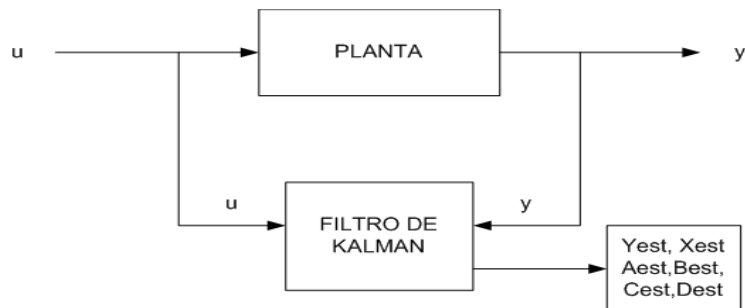 u
PLANTA
y
u
y
FILTRO DE
KALMAN
Yest, Xest
Aest,Best,
Cest,Dest